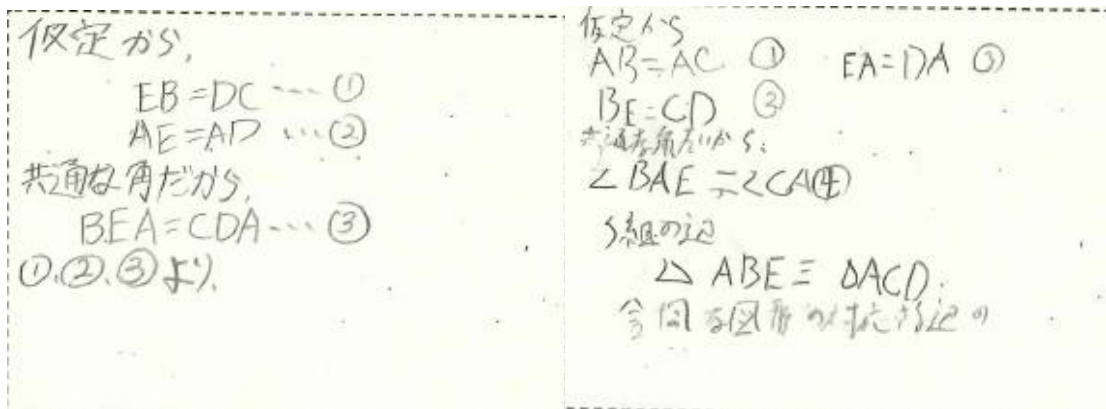 仮定から,
EB=DC…①
AE=AD…②
共通な角だから,
BEA=CDA…③
①,②,③より,
仮定から
AB=AC ① EA=DA ③
BE=CD ②
共通な角だから,
∠BAE=∠CA④
3組の辺
△ABE≡△ACD.
合同な図形の対応する辺の